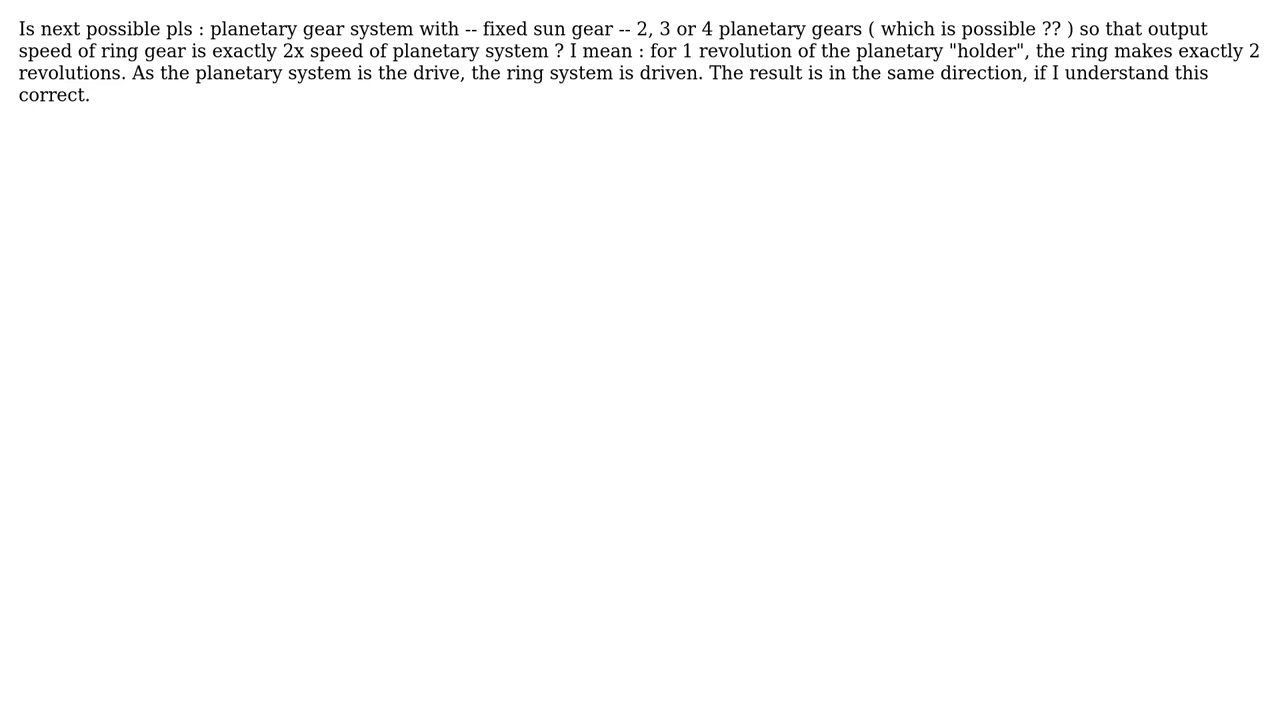 Is next possible pls : planetary gear system with -- fixed sun gear -- 2, 3 or 4 planetary gears ( which is possible ?? ) so that output
speed of ring gear is exactly 2x speed of planetary system ? I mean : for 1 revolution of the planetary "holder", the ring makes exactly 2
revolutions. As the planetary system is the drive, the ring system is driven. The result is in the same direction, if I understand this
correct.